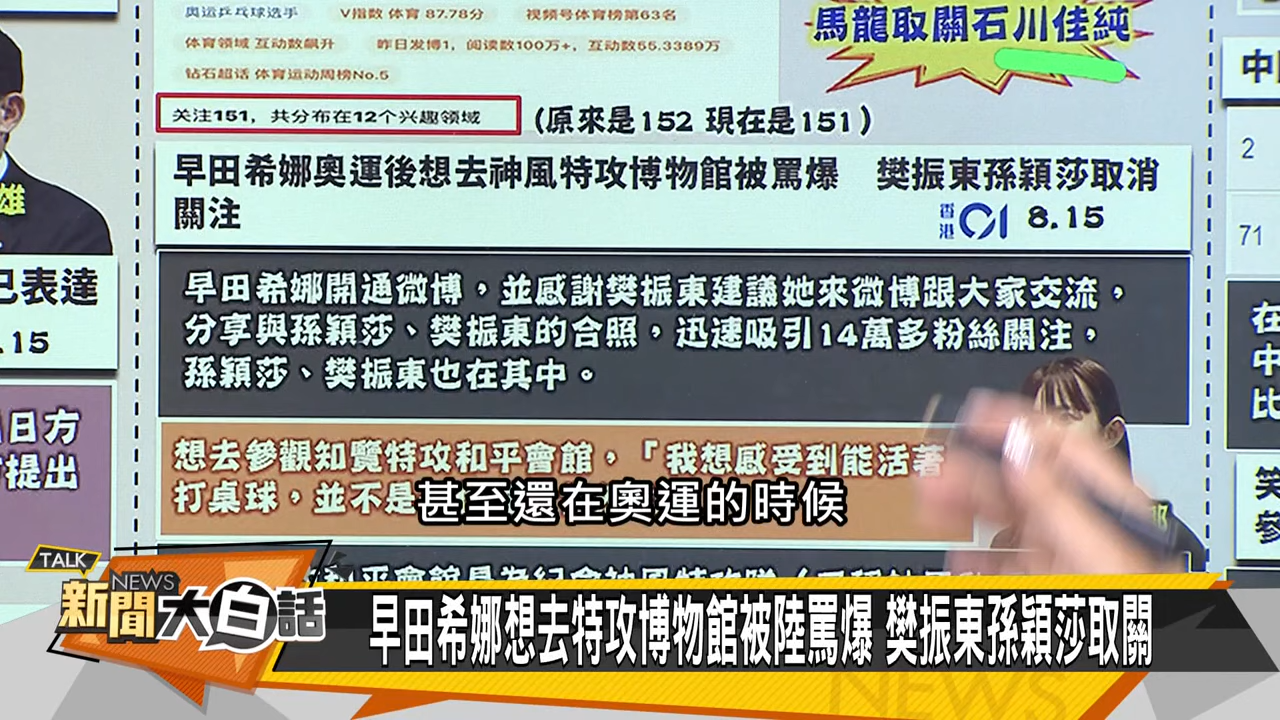 奥运乒乓球选手
V指数 体育 87.78分
视频号体育榜第63名
体育领域 互动数飙升
昨日发博1，阅读数100万+，互动数55.3389万
钻石超话 体育运动周榜No.5
馬龍取關石川佳純
关注151，共分布在12个兴趣领域
(原來是152 現在是151)
早田希娜奧運後想去神風特攻博物館被罵爆 樊振東孫穎莎取消
關注
香港01 8.15
早田希娜開通微博，並感謝樊振東建議她來微博跟大家交流，
分享與孫穎莎、樊振東的合照，迅速吸引14萬多粉絲關注，
孫穎莎、樊振東也在其中。
想去參觀知覽特攻和平會館，「我想感受到能活著
打桌球，並不是
甚至還在奧運的時候
雄
已表達
.15
日方
提出
中
2
71
在
中
比
笑
參
TALK
NEWS
新聞大白話
早田希娜想去特攻博物館被陸罵爆 樊振東孫穎莎取關
NEWS